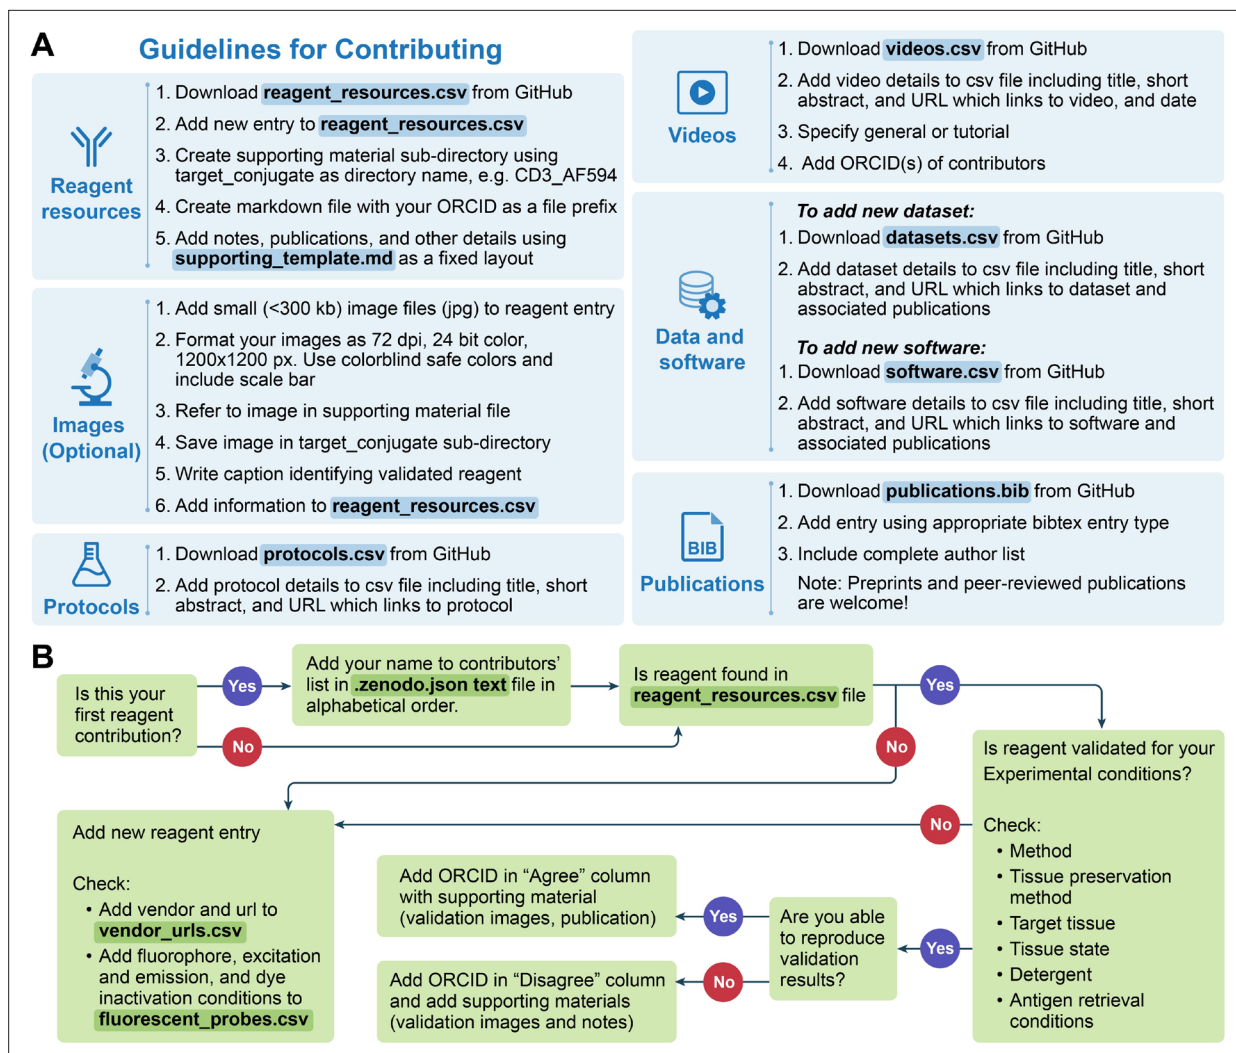 A
Guidelines for Contributing
Reagent
resources
1. Download reagent_resources.csv from GitHub
2. Add new entry to reagent_resources.csv
3. Create supporting material sub-directory using
target_conjugate as directory name, e.g. CD3_AF594
4. Create markdown file with your ORCID as a file prefix
5. Add notes, publications, and other details using
supporting_template.md as a fixed layout
Images
(Optional)
1. Add small (<300 kb) image files (jpg) to reagent entry
2. Format your images as 72 dpi, 24 bit color,
1200x1200 px. Use colorblind safe colors and
include scale bar
3. Refer to image in supporting material file
4. Save image in target_conjugate sub-directory
5. Write caption identifying validated reagent
6. Add information to reagent_resources.csv
Protocols
1. Download protocols.csv from GitHub
2. Add protocol details to csv file including title, short
abstract, and URL which links to protocol
Videos
1. Download videos.csv from GitHub
2. Add video details to csv file including title, short
abstract, and URL which links to video, and date
3. Specify general or tutorial
4. Add ORCID(s) of contributors
Data and
software
To add new dataset:
1. Download datasets.csv from GitHub
2. Add dataset details to csv file including title, short
abstract, and URL which links to dataset and
associated publications
To add new software:
1. Download software.csv from GitHub
2. Add software details to csv file including title, short
abstract, and URL which links to software and
associated publications
BIB
Publications
1. Download publications.bib from GitHub
2. Add entry using appropriate bibtex entry type
3. Include complete author list
Note: Preprints and peer-reviewed publications
are welcome!
B
Is this your
first reagent
contribution?
Yes
No
Add your name to contributors'
list in .zenodo.json text file in
alphabetical order.
Is reagent found in
reagent_resources.csv file
Yes
No
Is reagent validated for your
Experimental conditions?
Check:
• Method
• Tissue preservation
method
• Target tissue
• Tissue state
• Detergent
• Antigen retrieval
conditions
No
Yes
Add new reagent entry
Check:
• Add vendor and url to
vendor_urls.csv
• Add fluorophore, excitation
and emission, and dye
inactivation conditions to
fluorescent_probes.csv
Are you able
to reproduce
validation
results?
Yes
No
Add ORCID in “Agree” column
with supporting material
(validation images, publication)
Add ORCID in “Disagree” column
and add supporting materials
(validation images and notes)